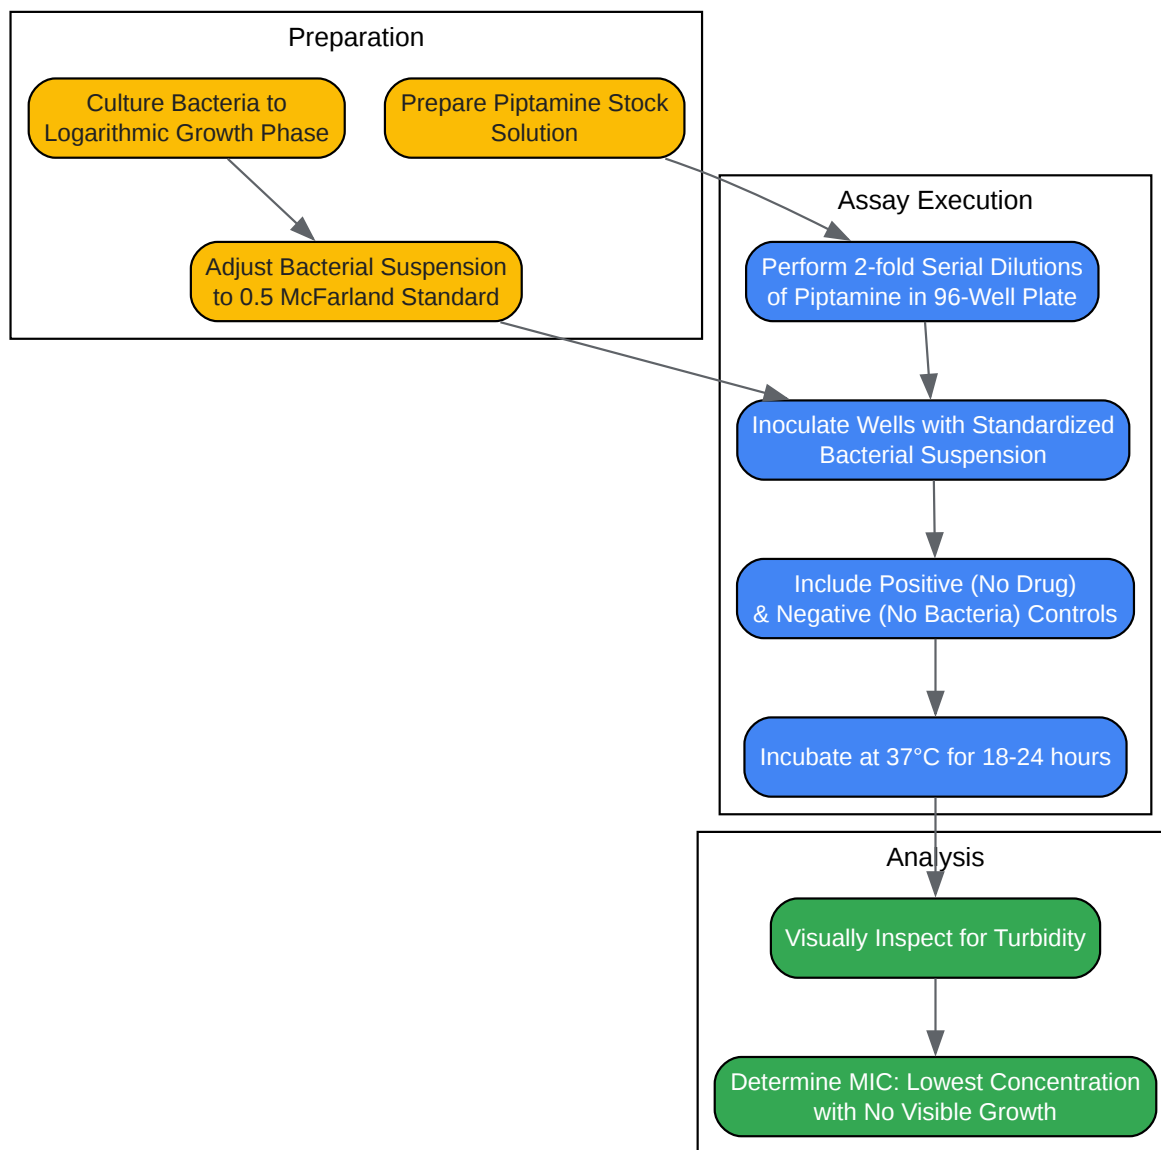 Preparation
Culture Bacteria to
Logarithmic Growth Phase
Prepare Piptamine Stock
Solution
Adjust Bacterial Suspension
to 0.5 McFarland Standard
Assay Execution
Perform 2-fold Serial Dilutions
of Piptamine in 96-Well Plate
Inoculate Wells with Standardized
Bacterial Suspension
Include Positive (No Drug)
& Negative (No Bacteria) Controls
Incubate at 37°C for 18-24 hours
Analysis
Visually Inspect for Turbidity
Determine MIC: Lowest Concentration
with No Visible Growth